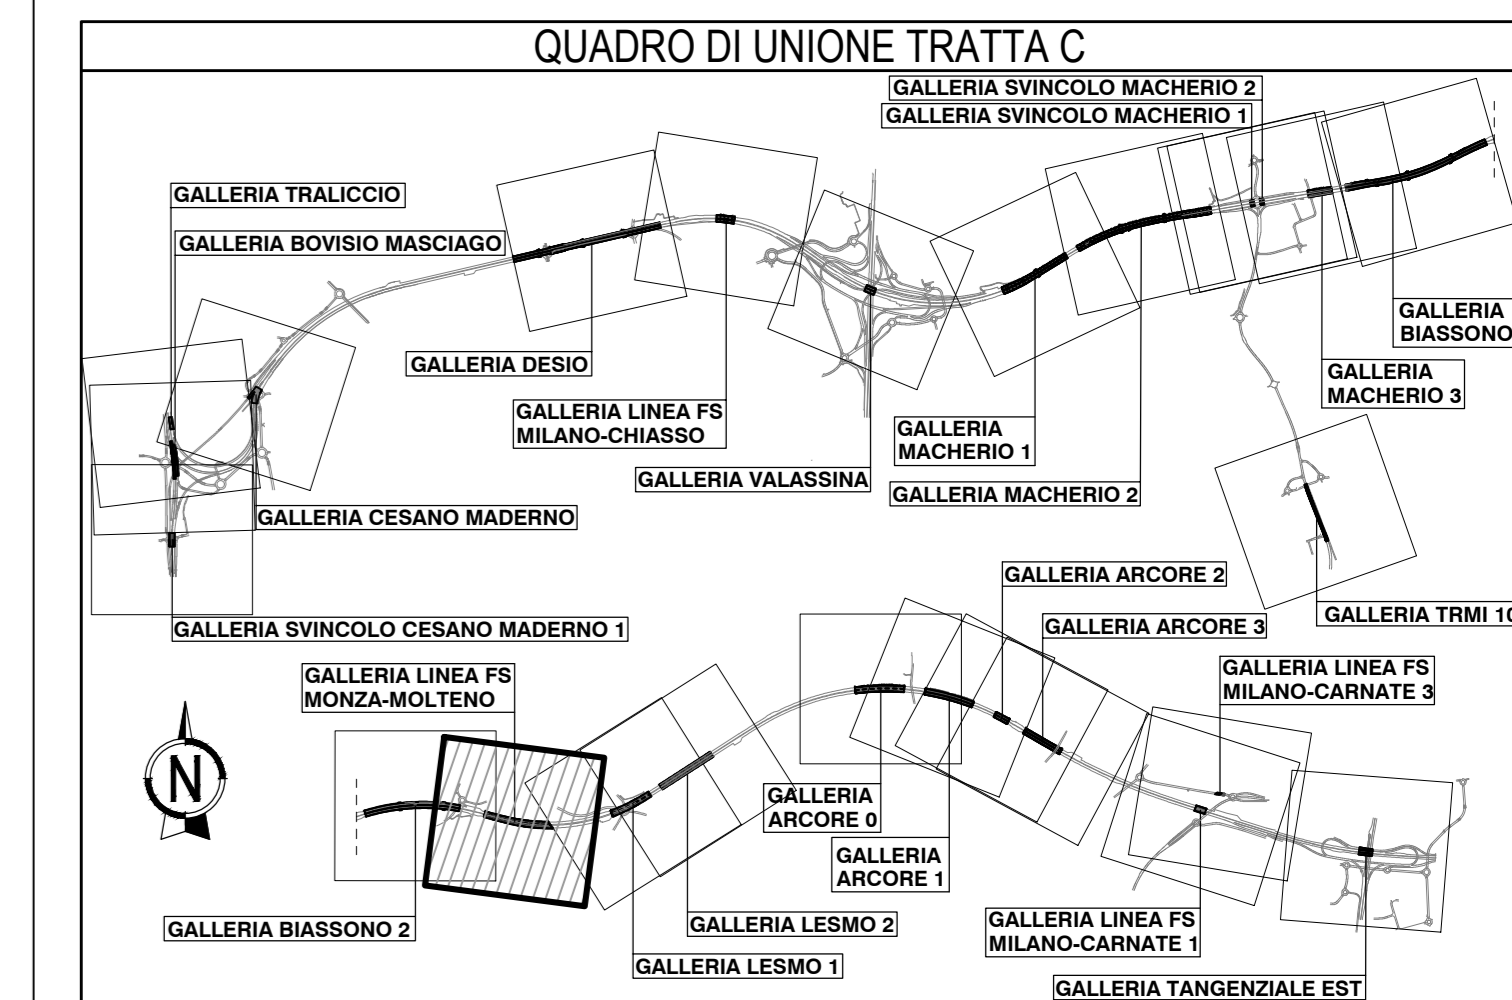 QUADRO DI UNIONE TRATTA C
GALLERIA SVINCOLO MACHERIO 2
GALLERIA SVINCOLO MACHERIO 1
GALLERIA TRALICCIO
GALLERIA BOVISIO MASCIAGO
GALLERIA
BIASSONO
GALLERIA DESIO
GALLERIA
MACHERIO 3
GALLERIA LINEA FS
MILANO-CHIASSO
GALLERIA
MACHERIO 1
GALLERIA VALASSINA
GALLERIA MACHERIO 2
GALLERIA CESANO MADERNO
GALLERIA ARCORE 2
GALLERIA TRMI 10
GALLERIA SVINCOLO CESANO MADERNO 1
GALLERIA ARCORE 3
GALLERIA LINEA FS
MONZA-MOLTENO
GALLERIA LINEA FS
MILANO-CARNATE 3
N
GALLERIA
ARCORE 0
GALLERIA
ARCORE 1
GALLERIA BIASSONO 2
GALLERIA LESMO 2
GALLERIA LINEA FS
MILANO-CARNATE 1
GALLERIA LESMO 1
GALLERIA TANGENZIALE EST